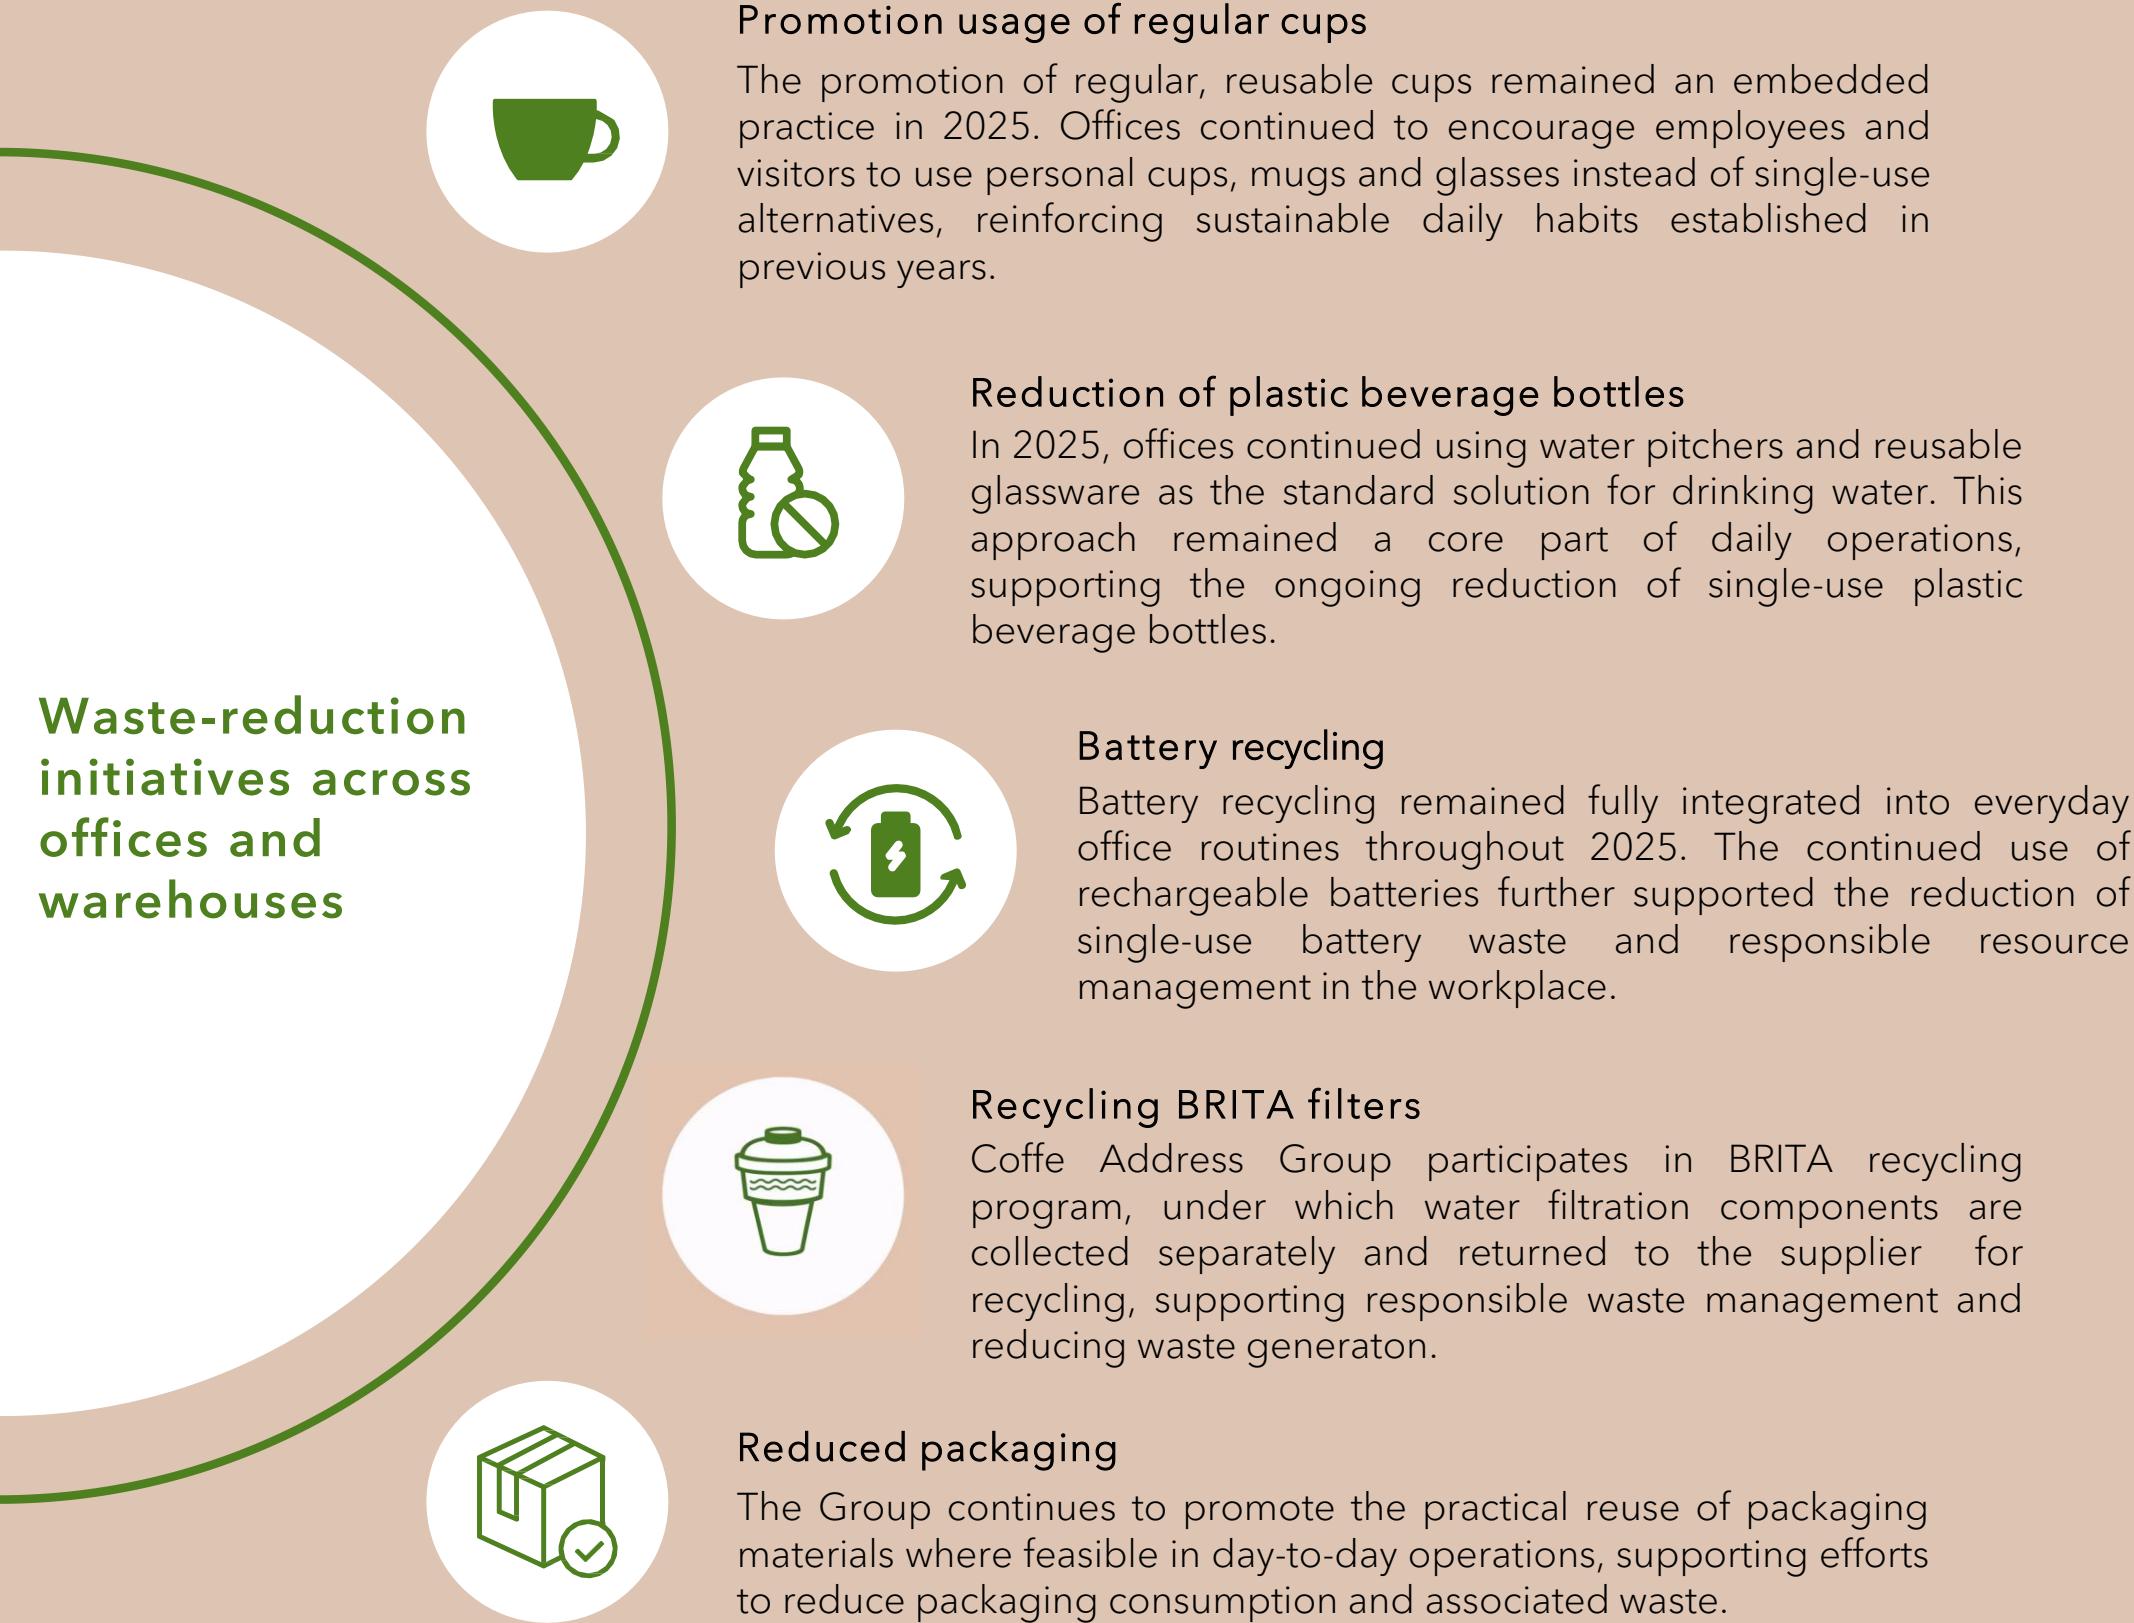 Promotion usage of regular cups
The promotion of regular, reusable cups remained an embedded
practice in 2025. Offices continued to encourage employees and
visitors to use personal cups, mugs and glasses instead of single-use
alternatives, reinforcing sustainable daily habits established in
previous years.
Reduction of plastic beverage bottles
In 2025, offices continued using water pitchers and reusable
glassware as the standard solution for drinking water. This
approach remained a core part of daily operations,
supporting the ongoing reduction of single-use plastic
beverage bottles.
Waste-reduction
initiatives across
offices and
warehouses
Battery recycling
Battery recycling remained fully integrated into everyday
office routines throughout 2025. The continued use of
rechargeable batteries further supported the reduction of
single-use battery waste and responsible resource
management in the workplace.
Recycling BRITA filters
Coffe Address Group participates in BRITA recycling
program, under which water filtration components are
collected separately and returned to the supplier for
recycling, supporting responsible waste management and
reducing waste generaton.
Reduced packaging
The Group continues to promote the practical reuse of packaging
materials where feasible in day-to-day operations, supporting efforts
to reduce packaging consumption and associated waste.